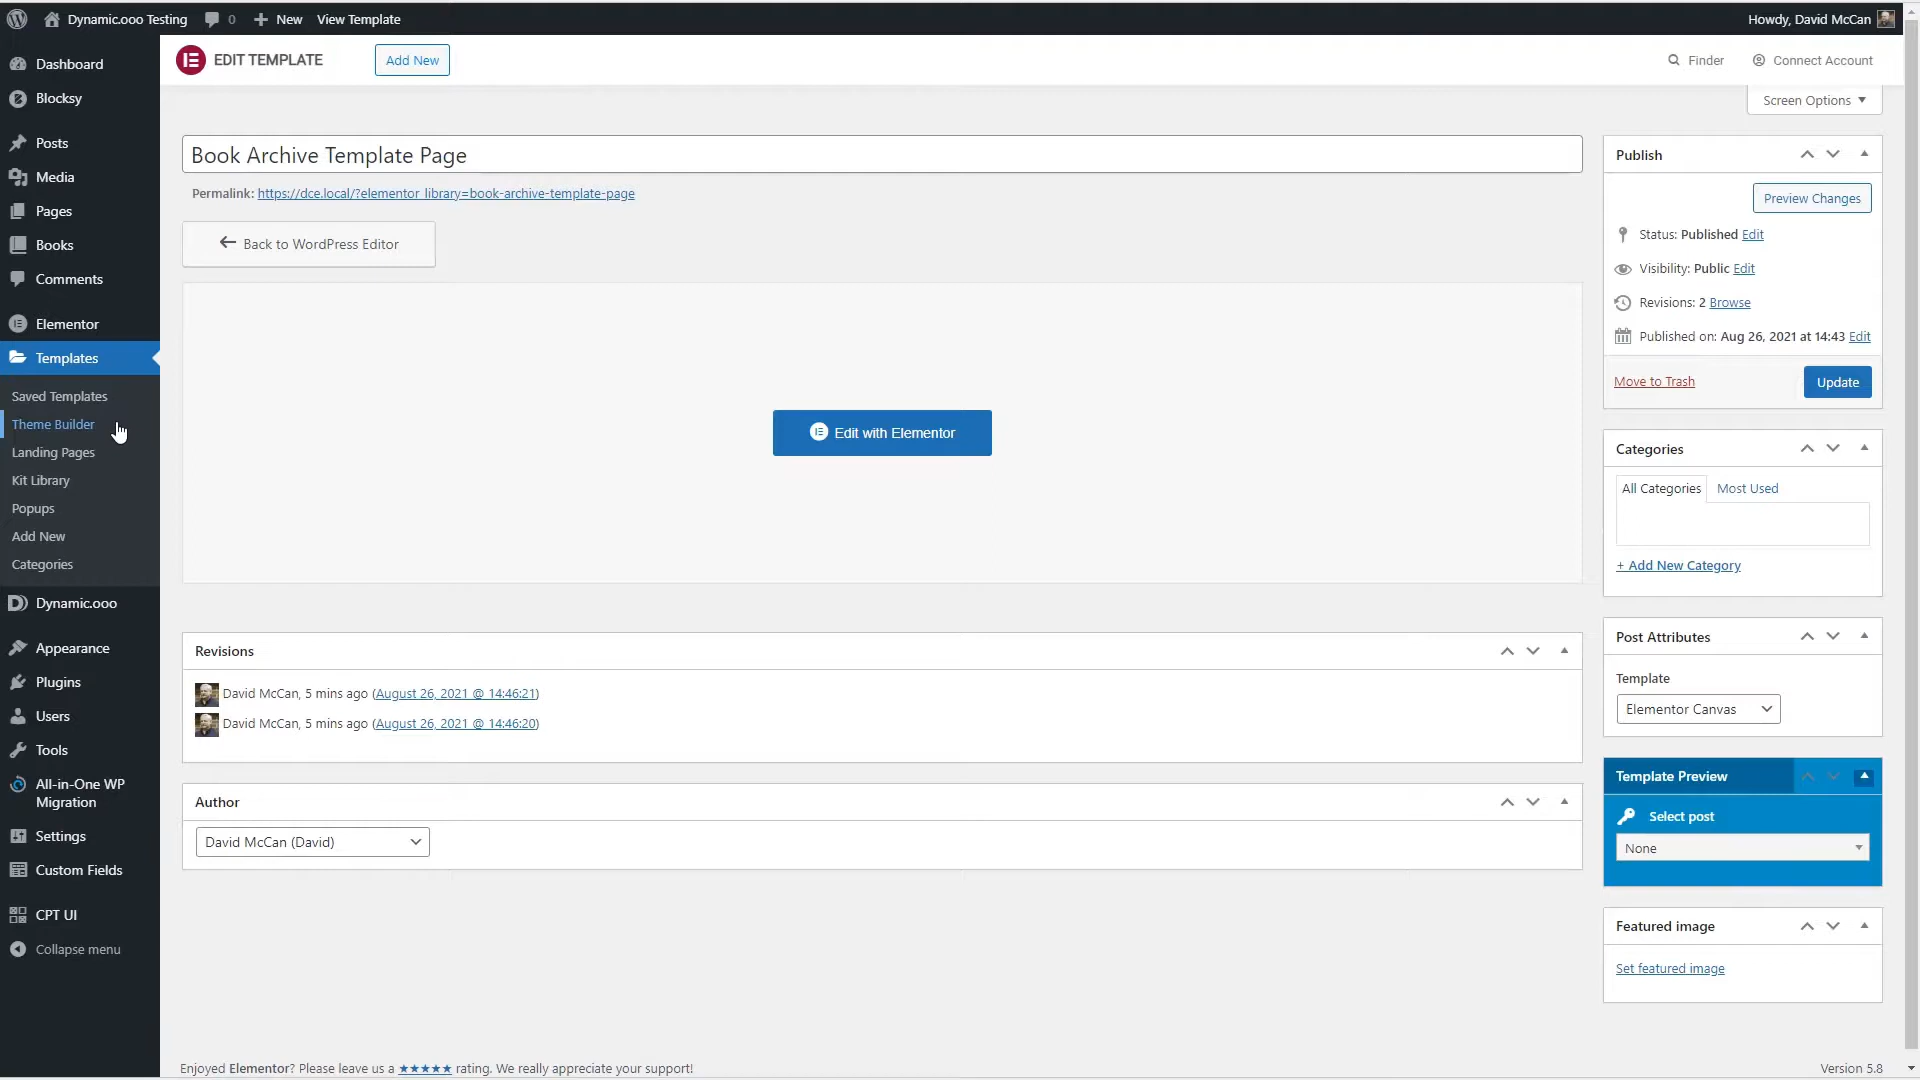 Dynamic.ooo Testing 0 New View Template Howdy, David McCan
Dashboard
Blocksy
Posts
Media
Pages
Books
Comments
Elementor
Templates
Saved Templates
Theme Builder
Landing Pages
Kit Library
Popups
Add New
Categories
Dynamic.ooo
Appearance
Plugins
Users
Tools
All-in-One WP
Migration
Settings
Custom Fields
CPT UI
Collapse menu
EDIT TEMPLATE Add New Finder Connect Account
Screen Options
Book Archive Template Page
Permalink: https://dce.local/?elementor_library=book-archive-template-page
Back to WordPress Editor
Edit with Elementor
Revisions
David McCan, 5 mins ago (August 26, 2021 @ 14:46:21)
David McCan, 5 mins ago (August 26, 2021 @ 14:46:20)
Author
David McCan (David)
Publish
Preview Changes
Status: Published Edit
Visibility: Public Edit
Revisions: 2 Browse
Published on: Aug 26, 2021 at 14:43 Edit
Move to Trash Update
Categories
All Categories Most Used
+ Add New Category
Post Attributes
Template
Elementor Canvas
Template Preview
Select post
None
Featured image
Set featured image
Enjoyed Elementor? Please leave us a ★★★★★ rating. We really appreciate your support! Version 5.8